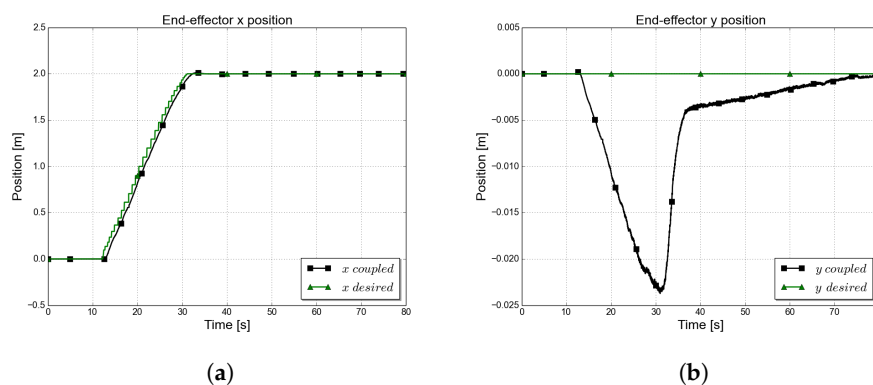 End-effector x position
2.5
2.0
1.5
1.0
0.5
0.0
−0.5
Position [m]
0 10 20 30 40 50 60 70 80
Time [s]
x coupled
x desired
(a)
End-effector y position
0.005
0.000
−0.005
−0.010
−0.015
−0.020
−0.025
Position [m]
0 10 20 30 40 50 60 70
Time [s]
y coupled
y desired
(b)